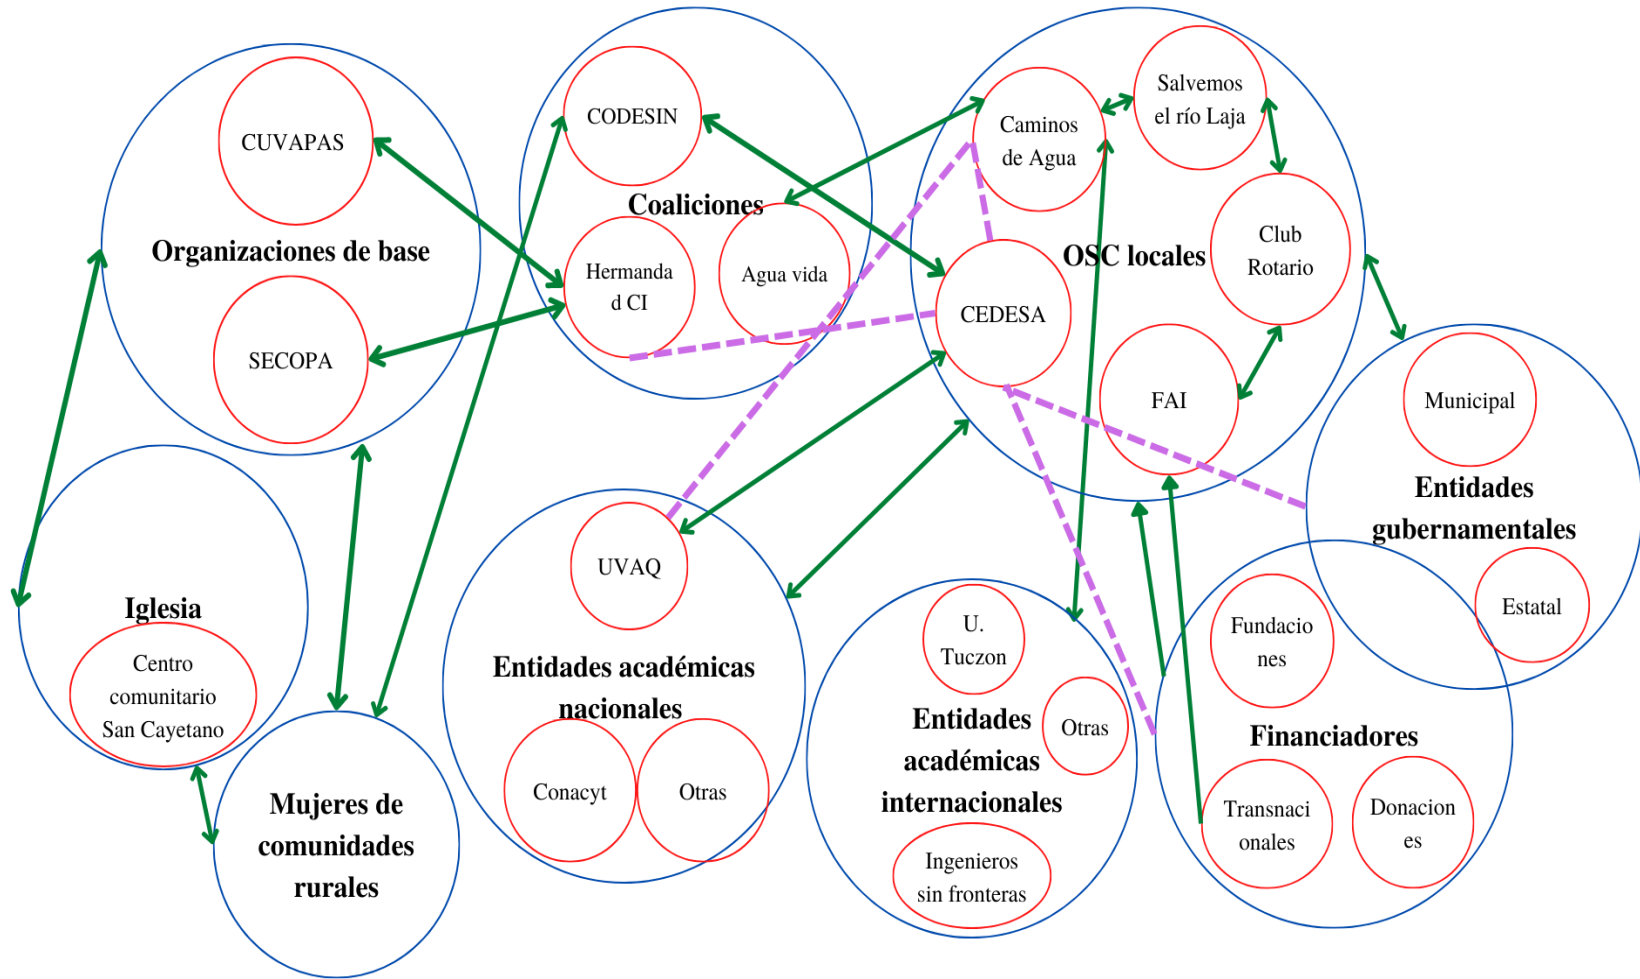 CUVAPAS
Organizaciones de base
SECOPA
CODESIN
Coaliciones
Hermanda
d CI
Agua vida
Caminos
de Agua
Salvemos
el río Laja
OSC locales
Club
Rotario
CEDESA
FAI
Municipal
Entidades
gubernamentales
Estatal
Iglesia
Centro
comunitario
San Cayetano
Mujeres de
comunidades
rurales
UVAQ
Entidades académicas
nacionales
Conacyt
Otras
U.
Tuczon
Entidades
académicas
internacionales
Otras
Ingenieros
sin fronteras
Fundacio
nes
Financiadores
Transnaci
onales
Donacion
es